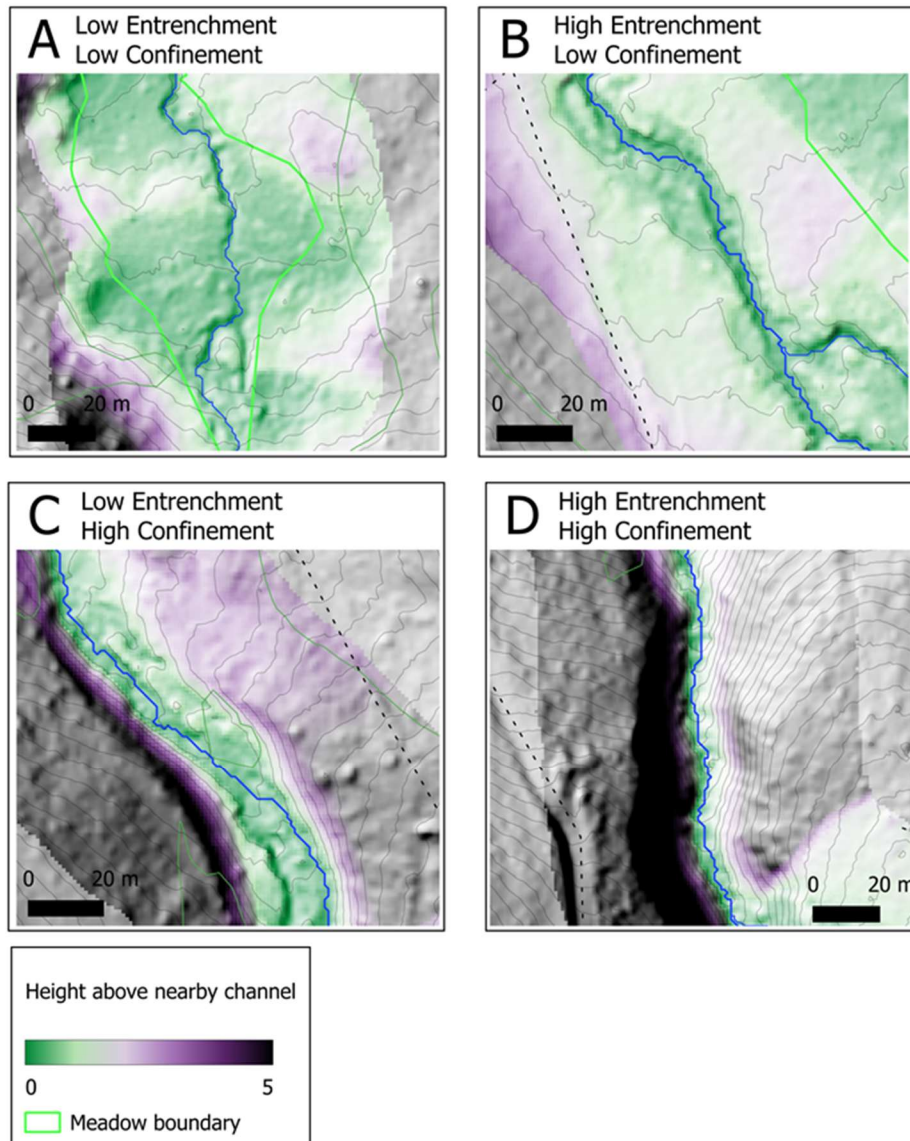 A Low Entrenchment
Low Confinement
0 20 m
B High Entrenchment
Low Confinement
0 20 m
C Low Entrenchment
High Confinement
0 20 m
D High Entrenchment
High Confinement
0 20 m
Height above nearby channel
0 5
Meadow boundary